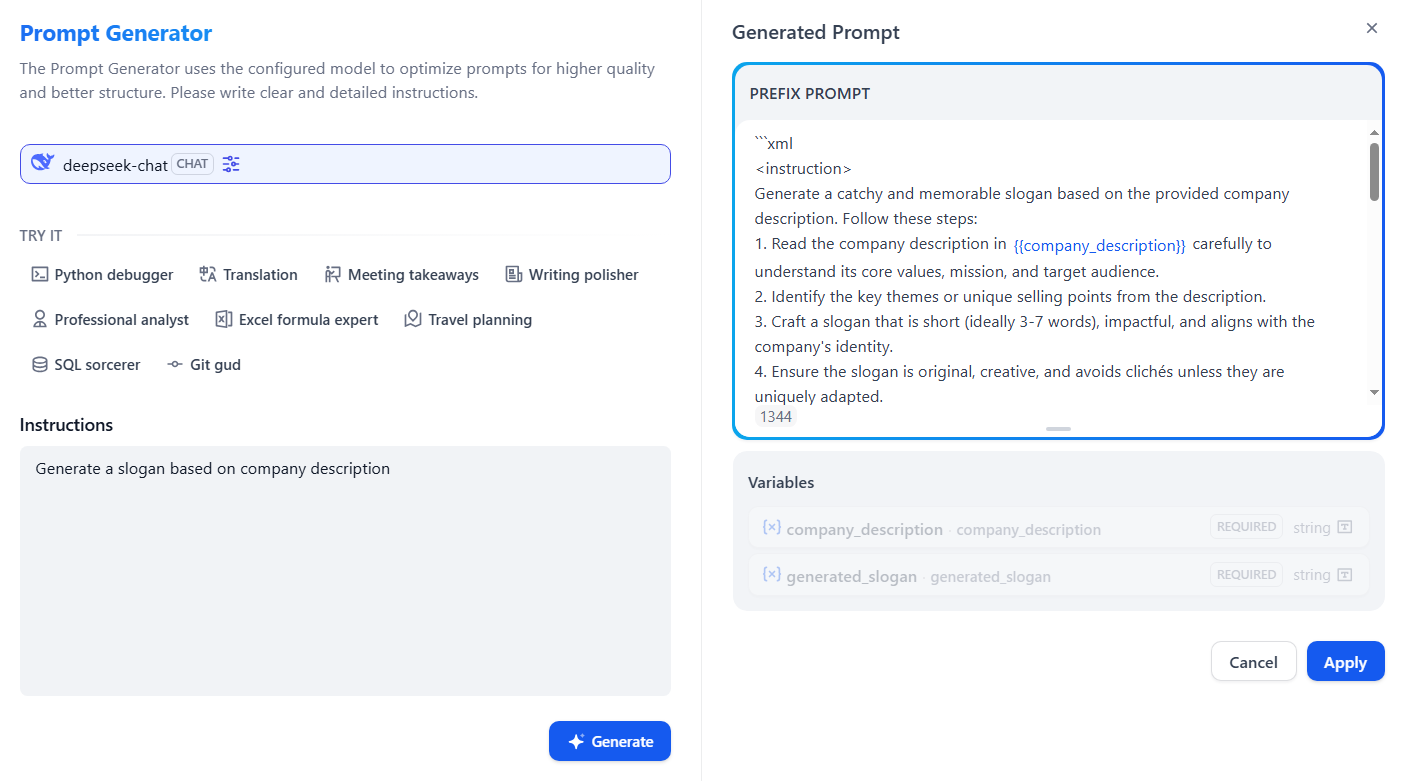 Prompt Generator
The Prompt Generator uses the configured model to optimize prompts for higher quality
and better structure. Please write clear and detailed instructions.
deepseek-chat CHAT
TRY IT
Python debugger Translation Meeting takeaways Writing polisher
Professional analyst Excel formula expert Travel planning
SQL sorcerer Git gud
Instructions
Generate a slogan based on company description
Generate
Generated Prompt
PREFIX PROMPT
```xml
<instruction>
Generate a catchy and memorable slogan based on the provided company
description. Follow these steps:
1. Read the company description in {{company_description}} carefully to
understand its core values, mission, and target audience.
2. Identify the key themes or unique selling points from the description.
3. Craft a slogan that is short (ideally 3-7 words), impactful, and aligns with the
company's identity.
4. Ensure the slogan is original, creative, and avoids clichés unless they are
uniquely adapted.
1344
Variables
{x} company_description · company_description REQUIRED string
{x} generated_slogan · generated_slogan REQUIRED string
Cancel Apply